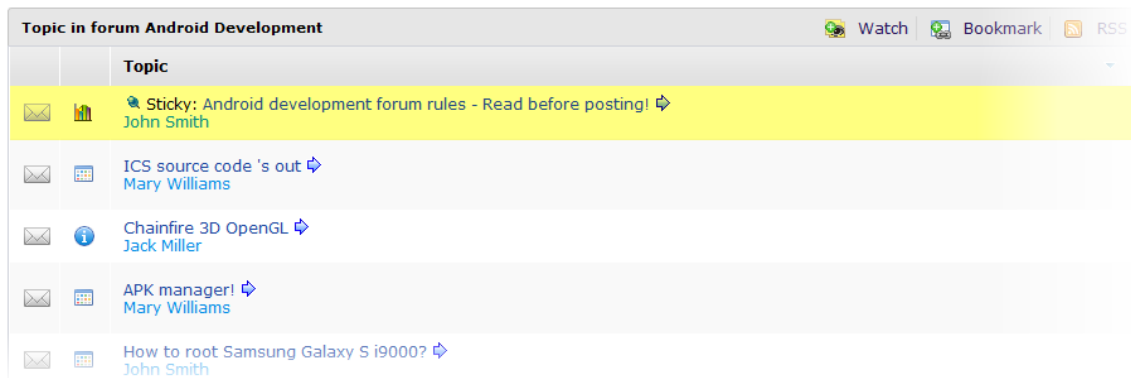 Topic in forum Android Development
Watch Bookmark RSS
Topic
Sticky: Android development forum rules - Read before posting!
John Smith
ICS source code 's out
Mary Williams
Chainfire 3D OpenGL
Jack Miller
APK manager!
Mary Williams
How to root Samsung Galaxy S i9000?
John Smith